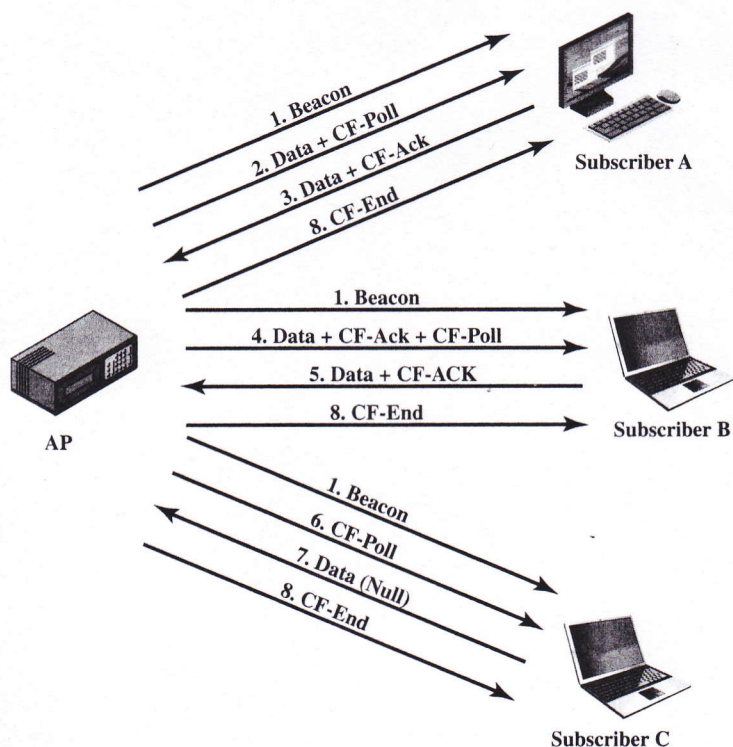 1. Beacon
2. Data + CF-Poll
3. Data + CF-Ack
8. CF-End
Subscriber A
1. Beacon
4. Data + CF-Ack + CF-Poll
5. Data + CF-ACK
8. CF-End
AP
Subscriber B
1. Beacon
6. CF-Poll
7. Data (Null)
8. CF-End
Subscriber C